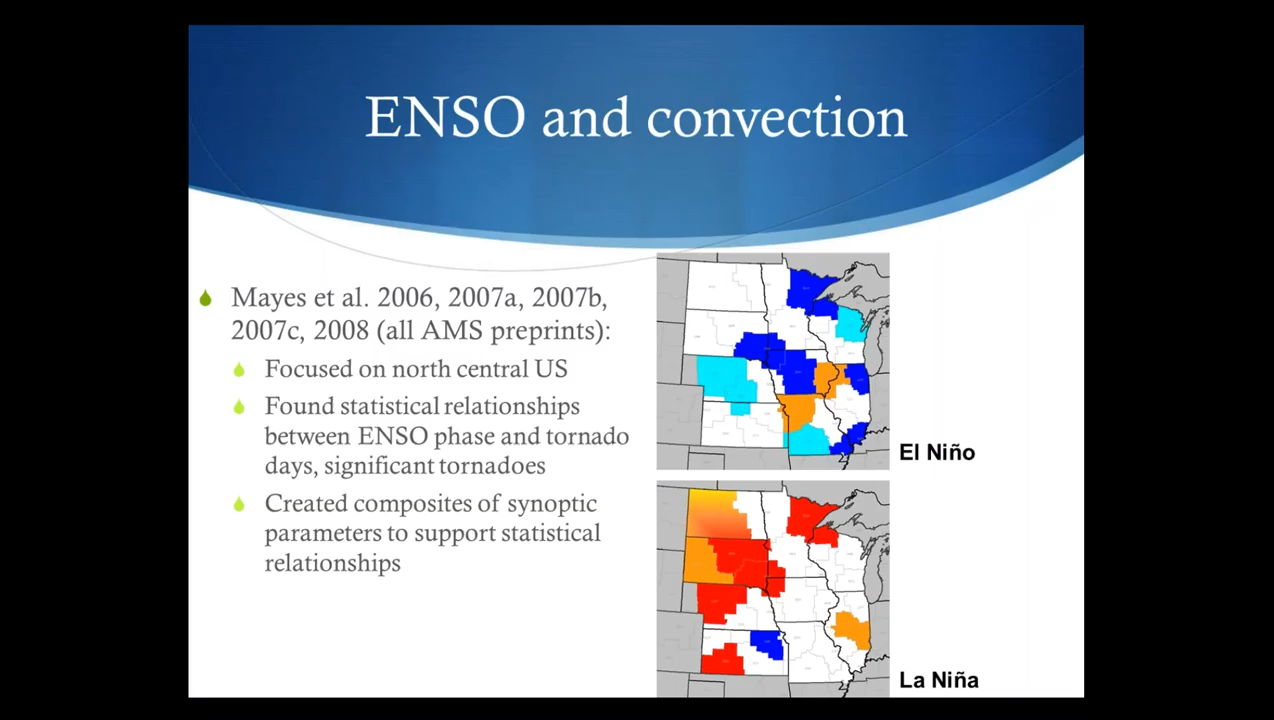 ENSO and convection
Mayes et al. 2006, 2007a, 2007b,
2007c, 2008 (all AMS preprints):
Focused on north central US
Found statistical relationships
between ENSO phase and tornado
days, significant tornadoes
Created composites of synoptic
parameters to support statistical
relationships
El Niño
La Niña